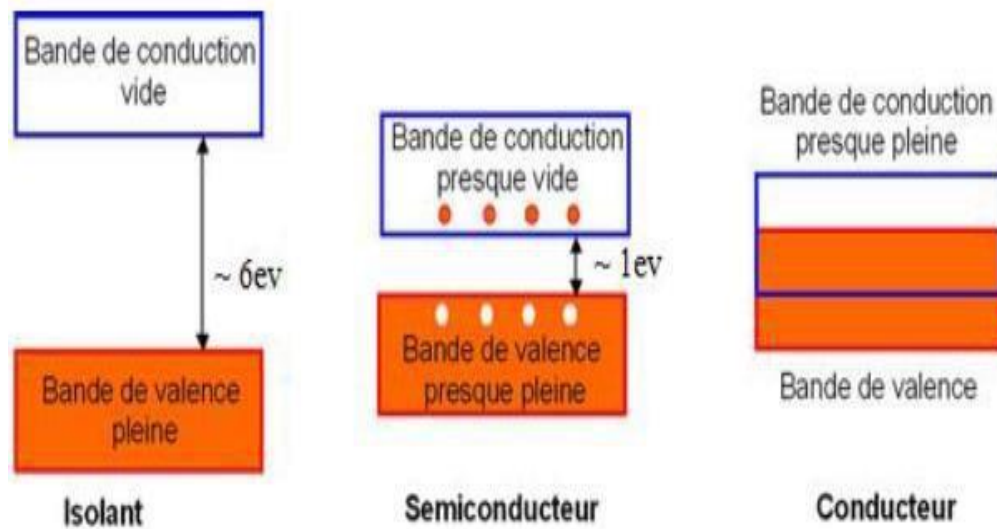 Bande de conduction
vide
~ 6ev
Bande de valence
pleine
Isolant
Bande de conduction
presque vide
~ 1ev
Bande de valence
presque pleine
Semiconducteur
Bande de conduction
presque pleine
Bande de valence
Conducteur